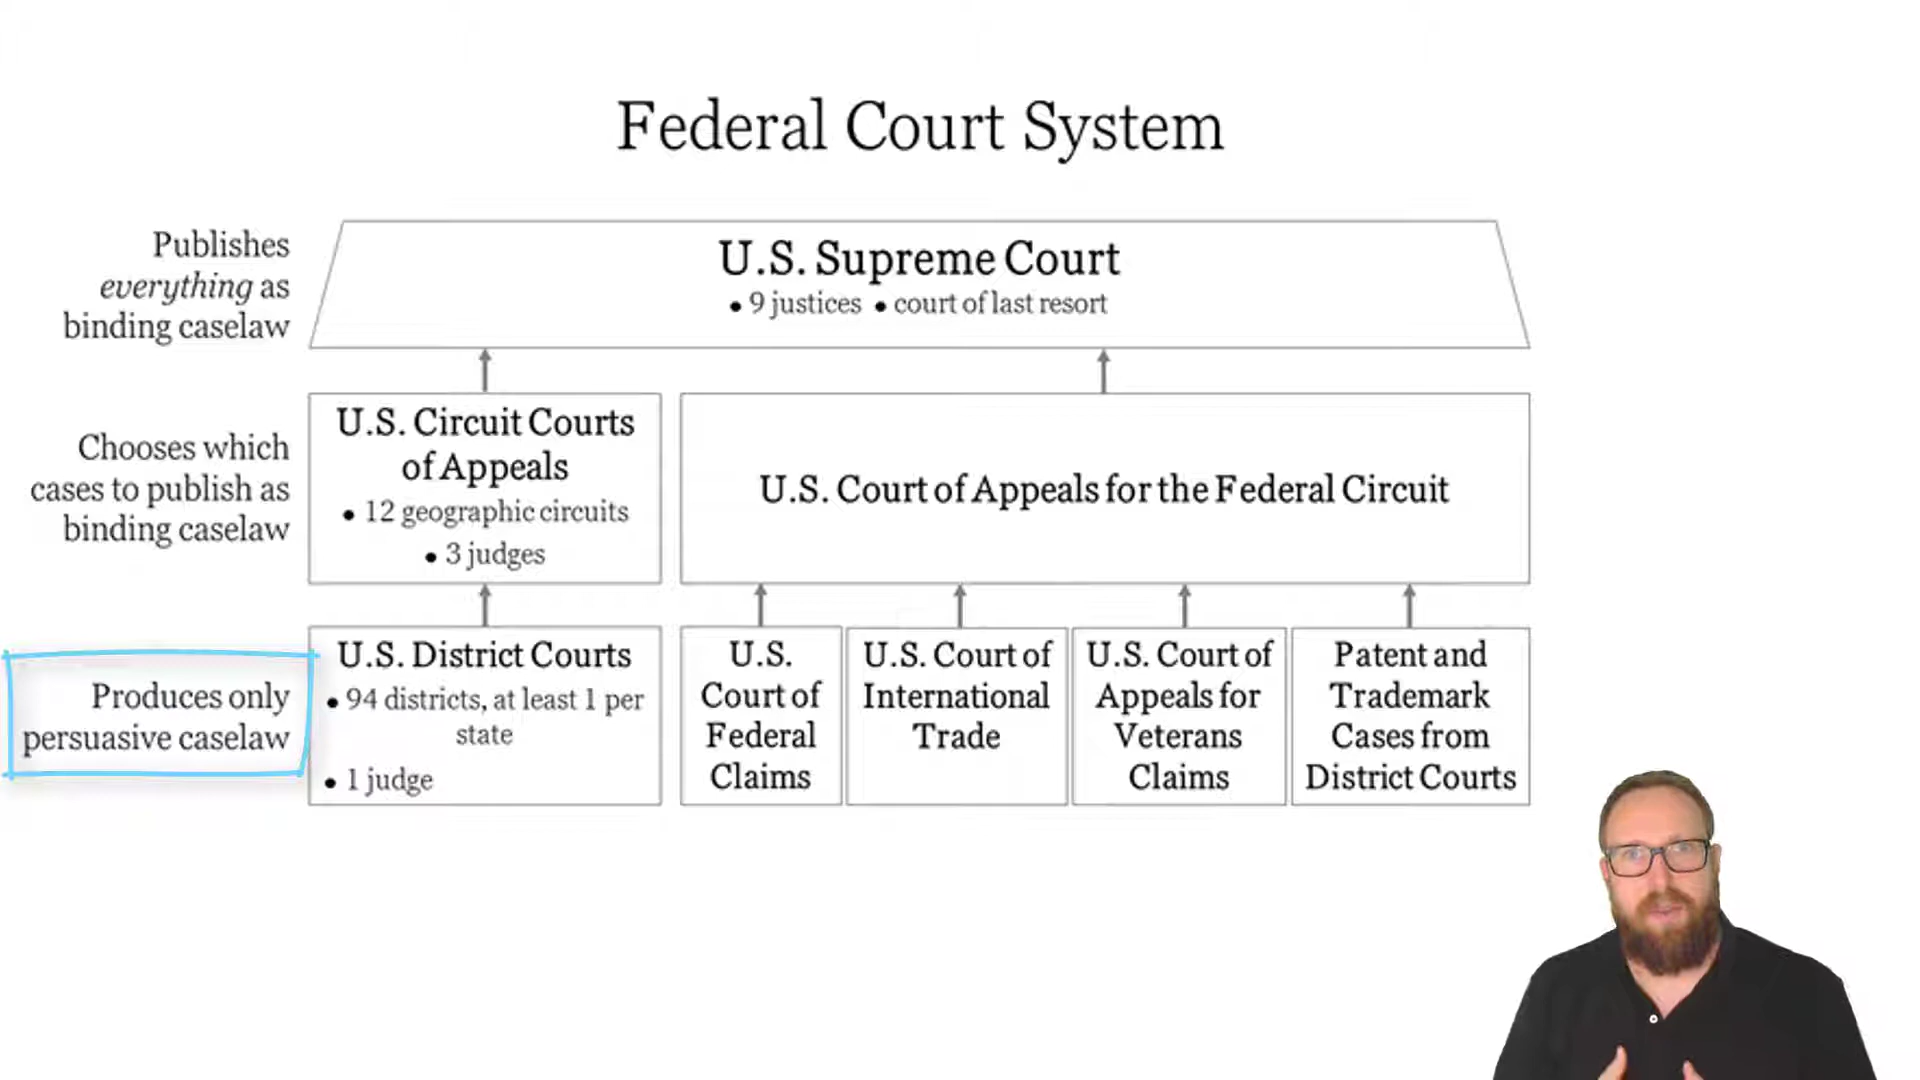 Federal Court System
Publishes
everything as
binding caselaw
U.S. Supreme Court
• 9 justices • court of last resort
Chooses which
cases to publish as
binding caselaw
U.S. Circuit Courts
of Appeals
• 12 geographic circuits
• 3 judges
U.S. Court of Appeals for the Federal Circuit
Produces only
persuasive caselaw
U.S. District Courts
• 94 districts, at least 1 per
state
• 1 judge
U.S.
Court of
Federal
Claims
U.S. Court of
International
Trade
U.S. Court of
Appeals for
Veterans
Claims
Patent and
Trademark
Cases from
District Courts